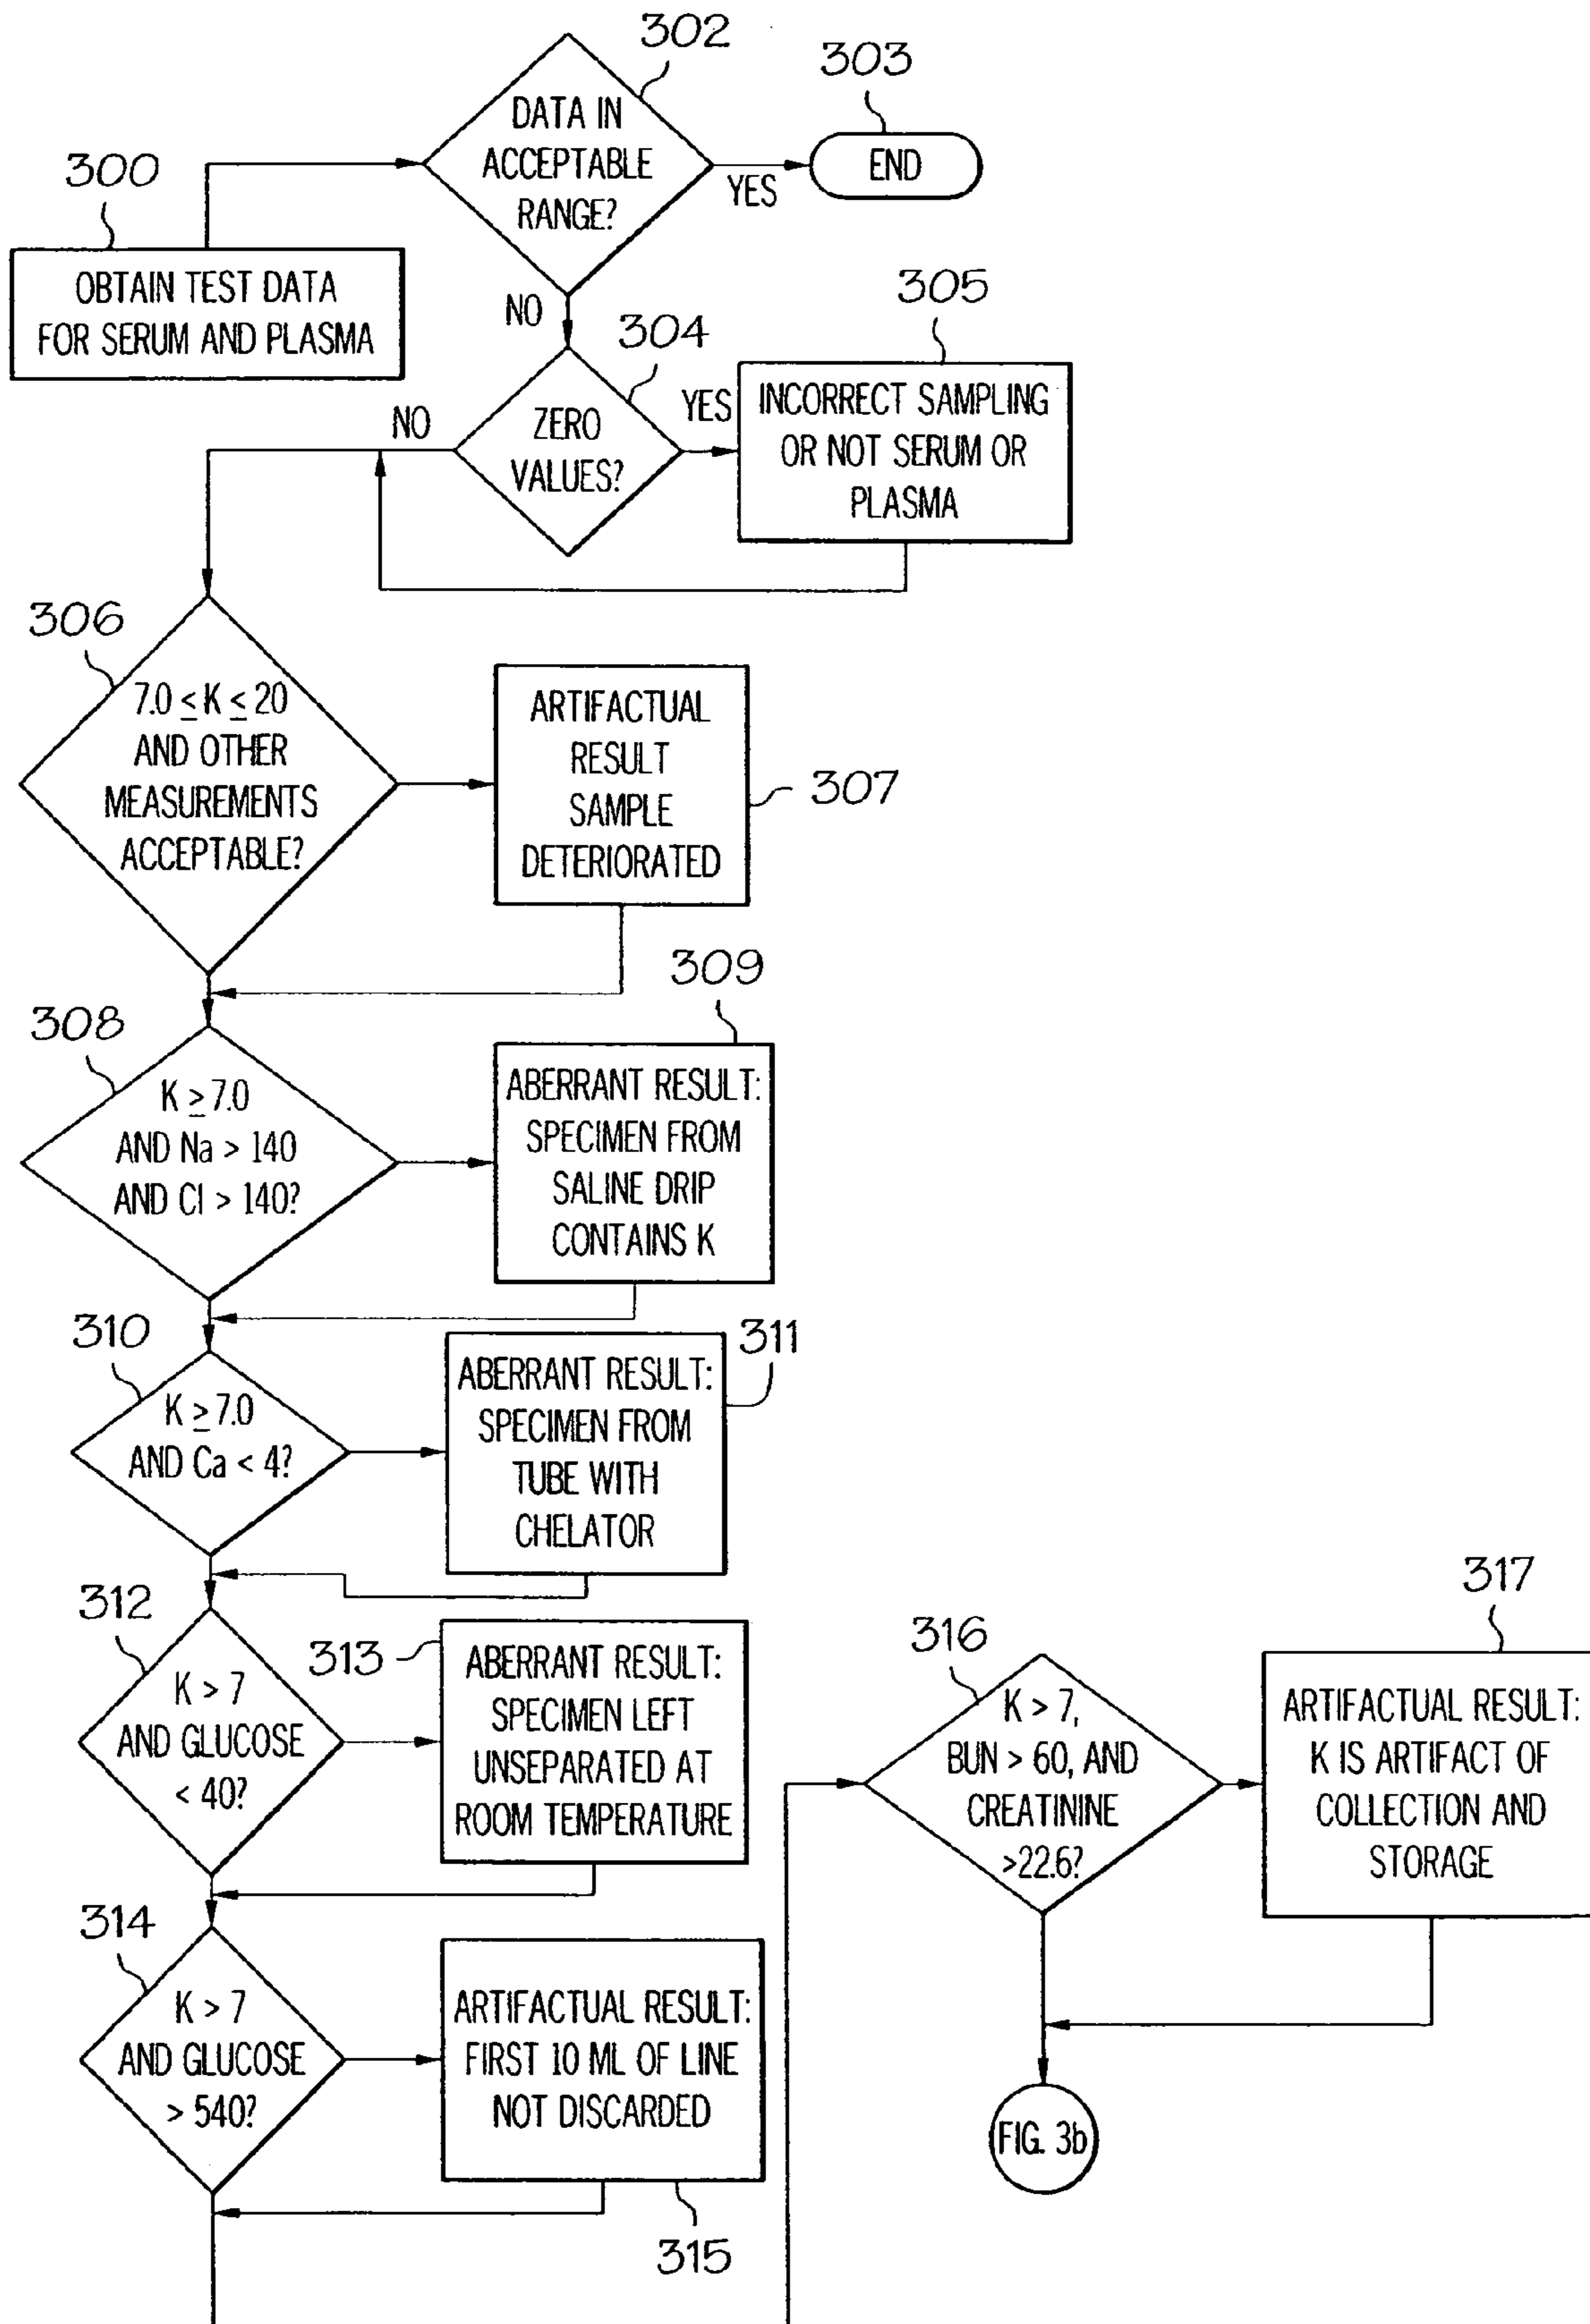 300
OBTAIN TEST DATA
FOR SERUM AND PLASMA
302
DATA IN
ACCEPTABLE
RANGE?
YES
303
END
NO
304
ZERO
VALUES?
YES
305
INCORRECT SAMPLING
OR NOT SERUM OR
PLASMA
NO
306
7.0 ≤ K ≤ 20
AND OTHER
MEASUREMENTS
ACCEPTABLE?
ARTIFACTUAL
RESULT
SAMPLE
DETERIORATED
307
308
K ≥ 7.0
AND Na > 140
AND Cl > 140?
309
ABERRANT RESULT:
SPECIMEN FROM
SALINE DRIP
CONTAINS K
310
K ≥ 7.0
AND Ca < 4?
311
ABERRANT RESULT:
SPECIMEN FROM
TUBE WITH
CHELATOR
312
K > 7
AND GLUCOSE
< 40?
313
ABERRANT RESULT:
SPECIMEN LEFT
UNSEPARATED AT
ROOM TEMPERATURE
314
K > 7
AND GLUCOSE
> 540?
ARTIFACTUAL RESULT:
FIRST 10 ML OF LINE
NOT DISCARDED
315
316
K > 7,
BUN > 60, AND
CREATININE
>22.6?
317
ARTIFACTUAL RESULT:
K IS ARTIFACT OF
COLLECTION AND
STORAGE
FIG. 3b